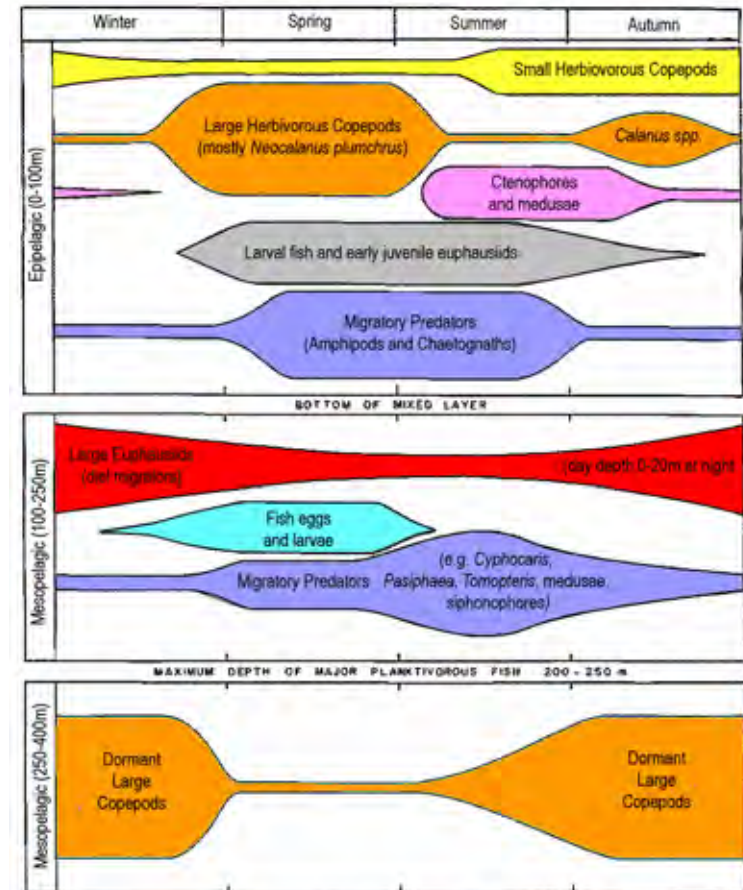 Winter Spring Summer Autumn
Epipelagic (0-100m)
Small Herbiovorous Copepods
Large Herbivorous Copepods
(mostly Neocalanus plumchrus)
Calanus spp.
Ctenophores
and medusae
Larval fish and early juvenile euphausiids
Migratory Predators
(Amphipods and Chaetognaths)
BOTTOM OF MIXED LAYER
Mesopelagic (100-250m)
Large Euphausiids
(diel migrations)
(day depth 0-20m at night)
Fish eggs
and larvae
Migratory Predators
(e.g. Cyphocaris,
Pasiphaea, Tomopteris, medusae,
siphonophores)
MAXIMUM DEPTH OF MAJOR PLANKTIVOROUS FISH 200-250 m
Mesopelagic (250-400m)
Dormant
Large
Copepods
Dormant
Large
Copepods